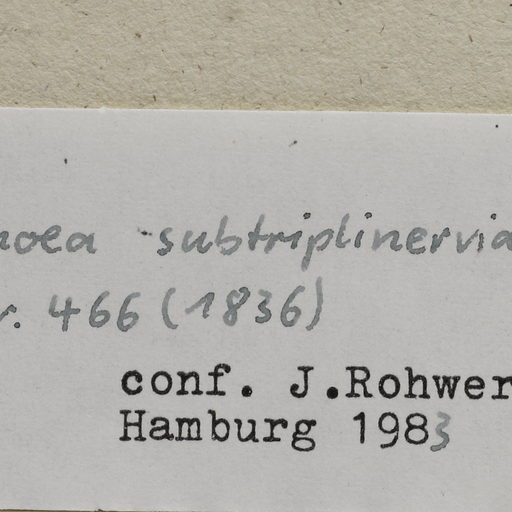 noea subtriplinervia
r. 466 (1836)
conf. J.Rohwer
Hamburg 1983